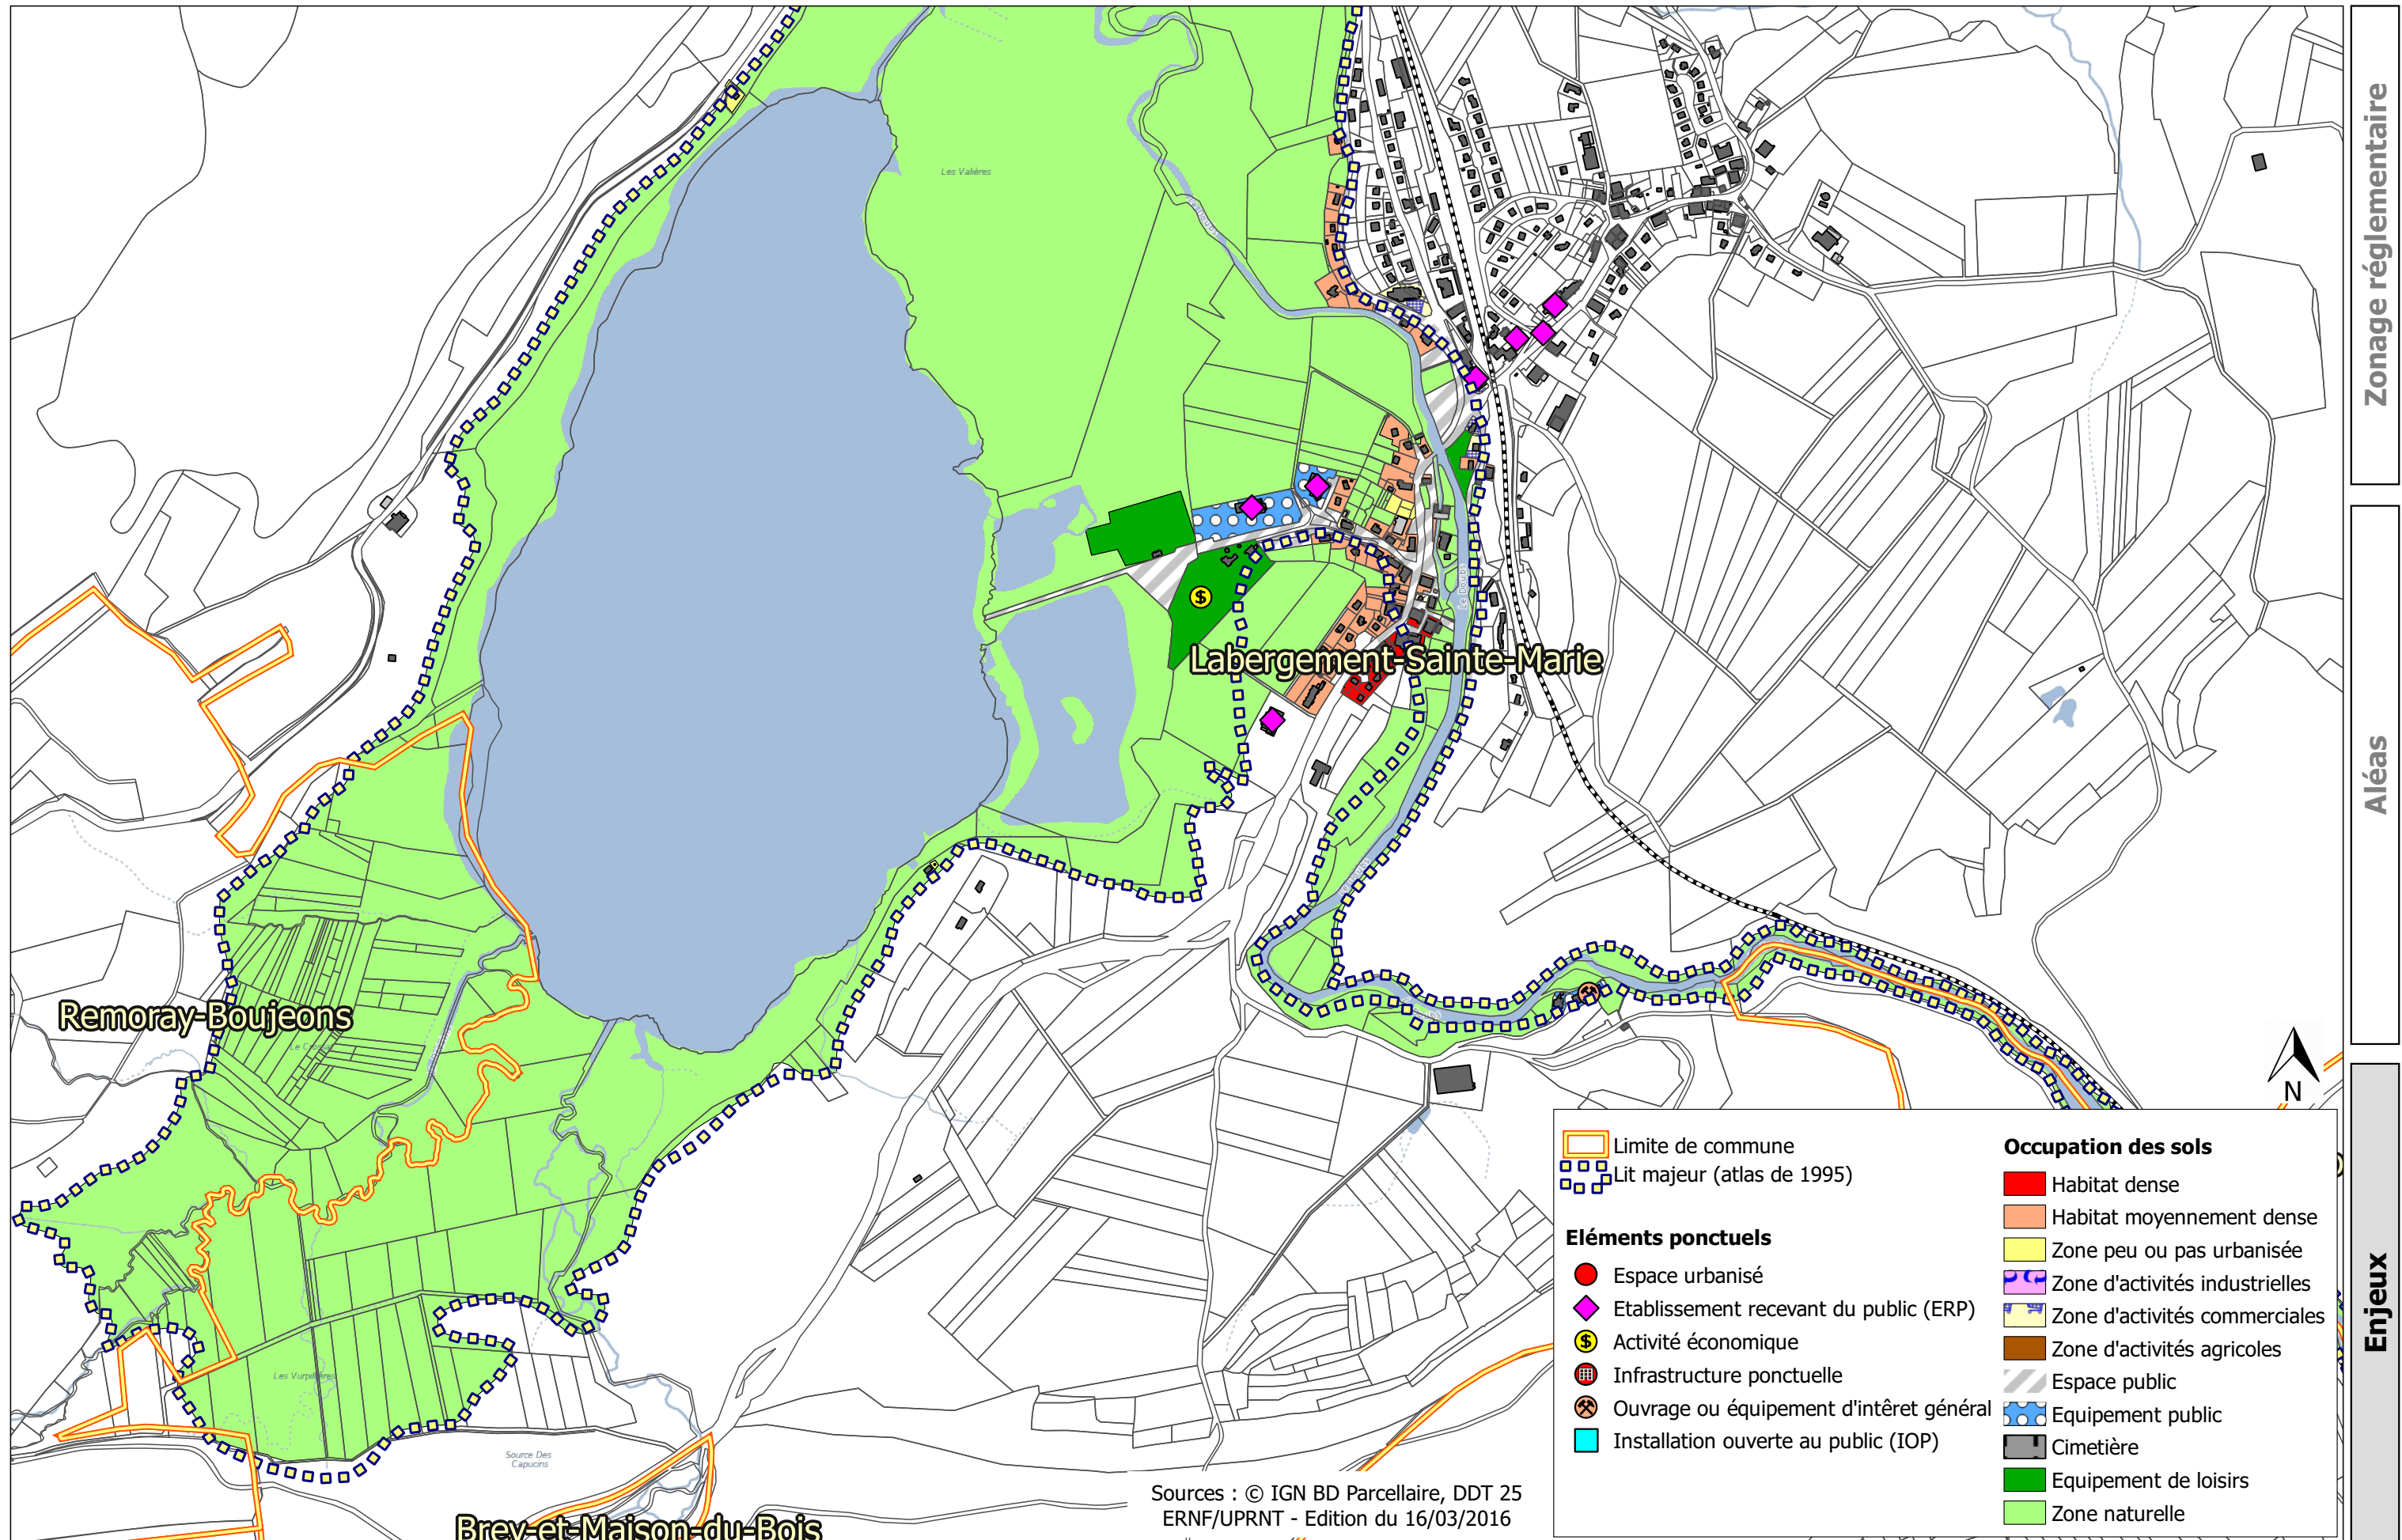 Les Valières
Le Doubs
Zonage réglementaire
Aléas
Enjeux
Labergement-Sainte-Marie
Le Doubs
Remoray-Boujeons
Les Vurpillères
Source Des
Capucins
Brey-et-Maison-du-Bois
N
Limite de commune
Lit majeur (atlas de 1995)
Eléments ponctuels
Espace urbanisé
Etablissement recevant du public (ERP)
Activité économique
Infrastructure ponctuelle
Ouvrage ou équipement d'intêret général
Installation ouverte au public (IOP)
Occupation des sols
Habitat dense
Habitat moyennement dense
Zone peu ou pas urbanisée
Zone d'activités industrielles
Zone d'activités commerciales
Zone d'activités agricoles
Espace public
Equipement public
Cimetière
Equipement de loisirs
Zone naturelle
Sources : © IGN BD Parcellaire, DDT 25
ERNF/UPRNT - Edition du 16/03/2016